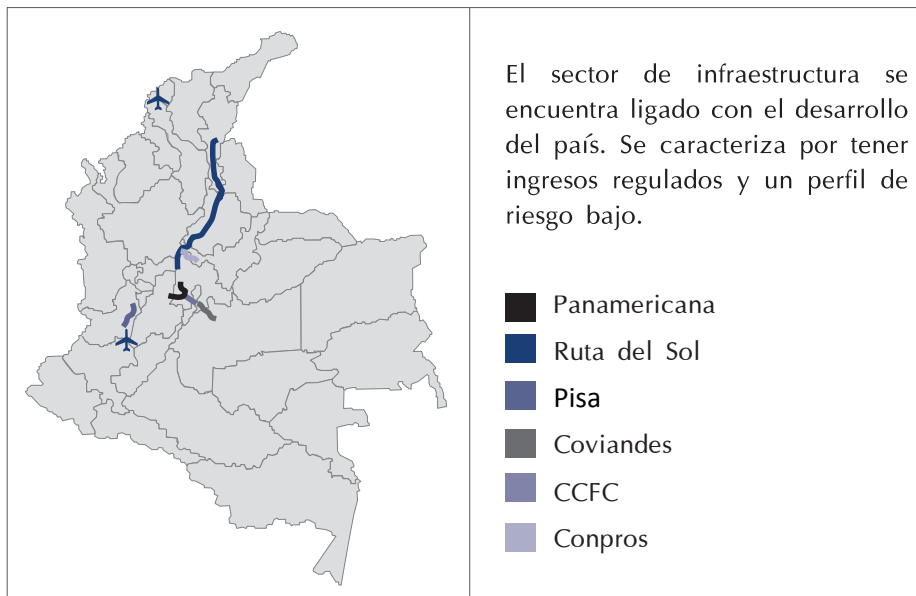 El sector de infraestructura se
encuentra ligado con el desarrollo
del país. Se caracteriza por tener
ingresos regulados y un perfil de
riesgo bajo.
Panamericana
Ruta del Sol
Pisa
Coviandes
CCFC
Conpros